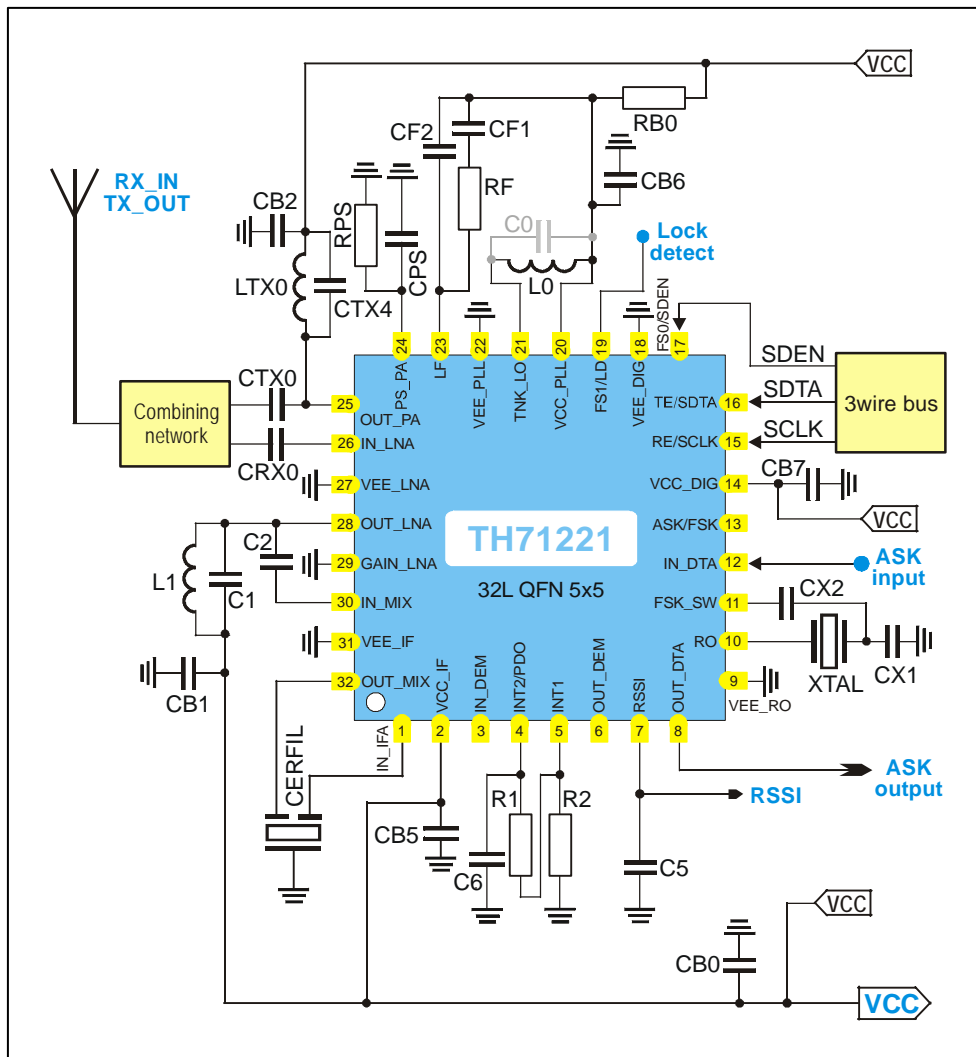 VCC
RB0
CF1
CF2
CB6
RF
RX_IN
TX_OUT
CB2
RPS
CPS
C0
L0
Lock
detect
LTX0
CTX4
24
23
22
21
20
19
18
17
PS_PA
LF
VEE_PLL
TNK_LO
VCC_PLL
FS1/LD
VEE_DIG
FS0/SDEN
SDEN
SDTA
SCLK
3wire bus
Combining
network
CTX0
CRX0
25
OUT_PA
26
IN_LNA
27
VEE_LNA
28
OUT_LNA
29
GAIN_LNA
30
IN_MIX
31
VEE_IF
32
OUT_MIX
TE/SDTA
16
RE/SCLK
15
VCC_DIG
14
ASK/FSK
13
IN_DTA
12
FSK_SW
11
RO
10
9
VEE_RO
CB7
VCC
ASK
input
CX2
CX1
XTAL
TH71221
32L QFN 5x5
L1
C1
C2
CB1
IN_IFA
VCC_IF
IN_DEM
INT2/PDO
INT1
OUT_DEM
RSSI
OUT_DTA
1
2
3
4
5
6
7
8
CERFIL
CB5
C6
R1
R2
C5
RSSI
ASK
output
VCC
CB0
VCC